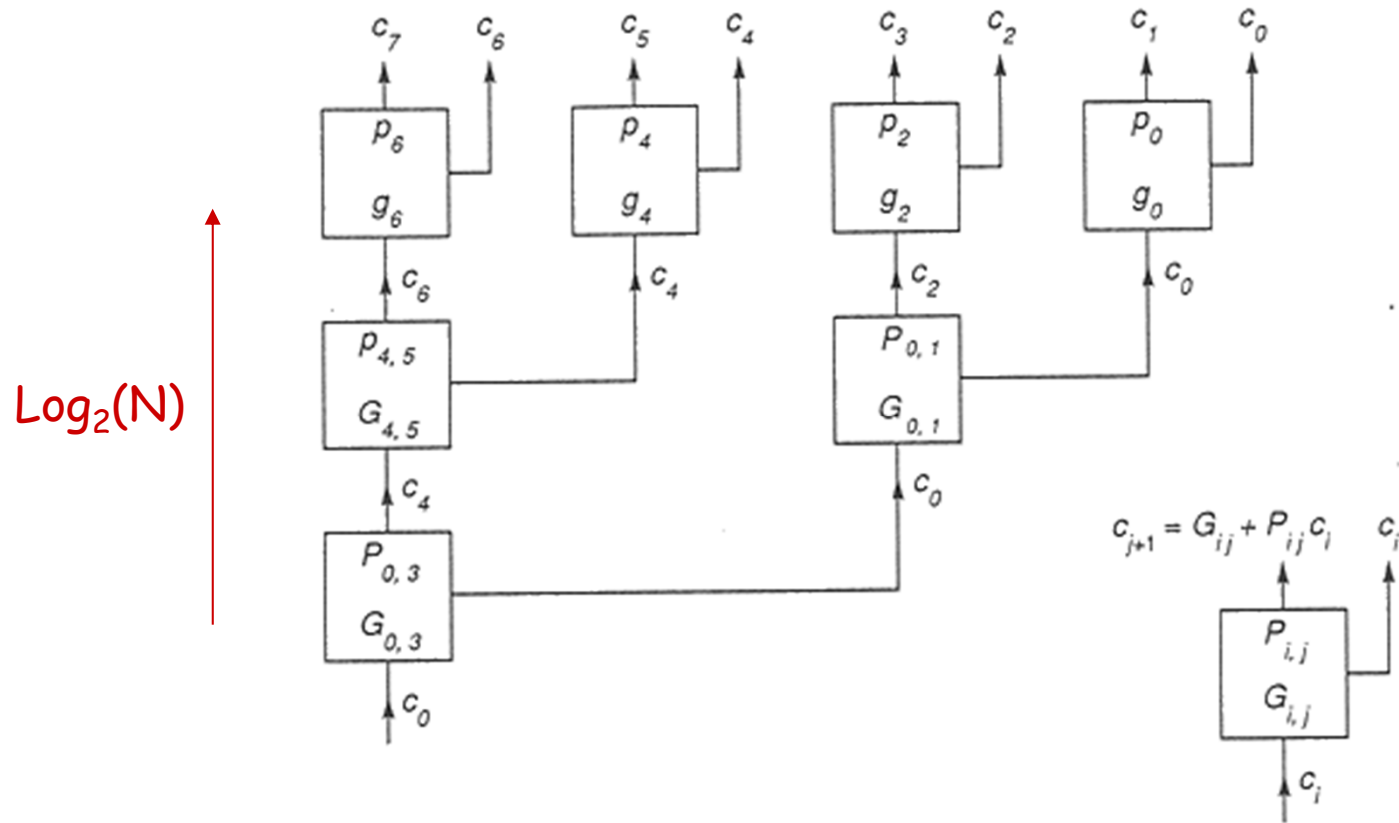 c₇ c₆ c₅ c₄ c₃ c₂ c₁ c₀
p₆ p₄ p₂ p₀
g₆ g₄ g₂ g₀
c₆ c₄ c₂ c₀
p₄,₅ P₀,₁
Log₂(N)
G₄,₅ G₀,₁
c₄ c₀
cⱼ₊₁ = Gᵢⱼ + Pᵢⱼcᵢ cᵢ
P₀,₃
G₀,₃
Pᵢ,ⱼ
Gᵢ,ⱼ
c₀
cᵢ